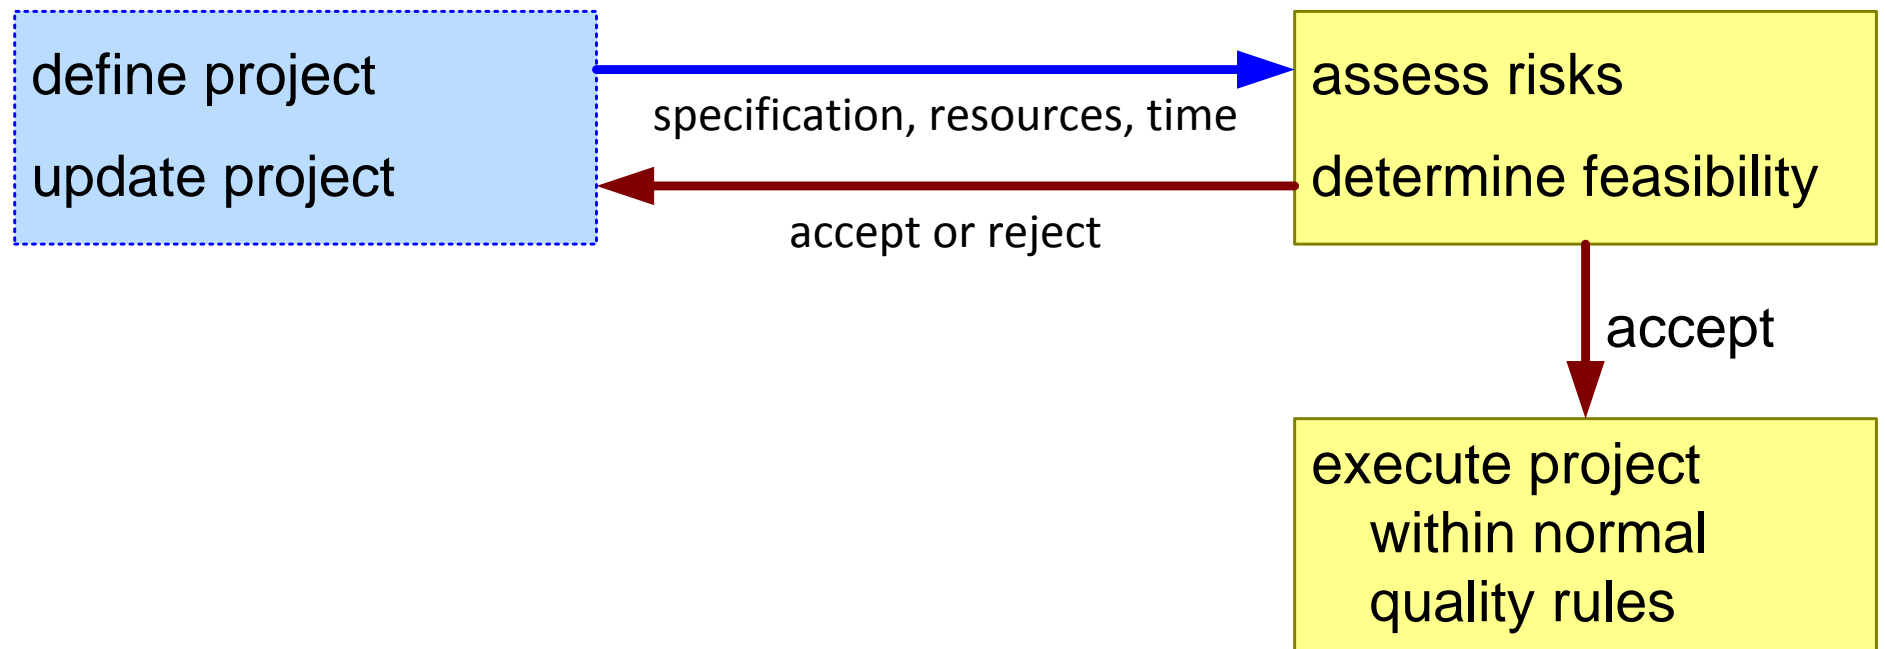 define project
update project
specification, resources, time
accept or reject
assess risks
determine feasibility
accept
execute project
within normal
quality rules